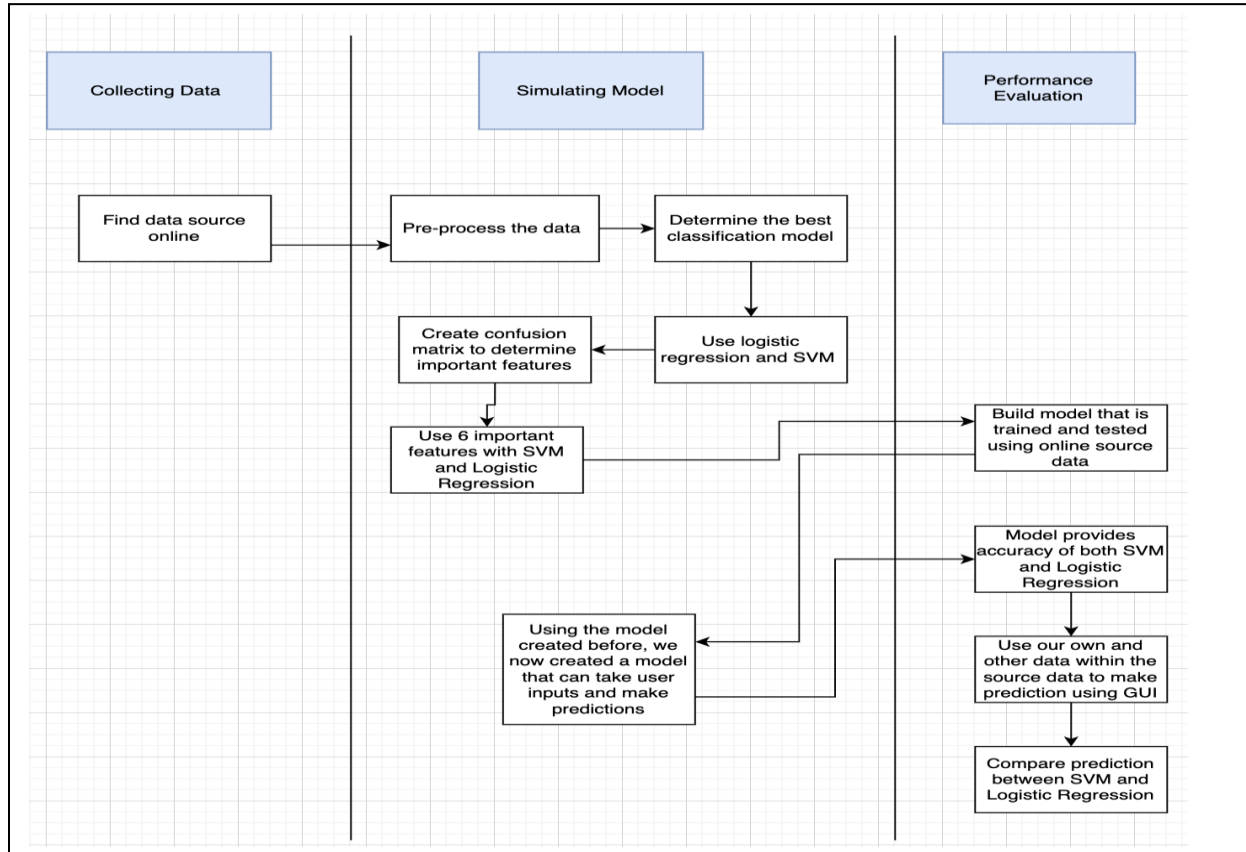 Collecting Data
Simulating Model
Performance
Evaluation
Find data source
online
Pre-process the data
Determine the best
classification model
Create confusion
matrix to determine
important features
Use logistic
regression and SVM
Use 6 important
features with SVM
and Logistic
Regression
Build model that is
trained and tested
using online source
data
Model provides
accuracy of both SVM
and Logistic
Regression
Using the model
created before, we
now created a model
that can take user
inputs and make
predictions
Use our own and
other data within the
source data to make
prediction using GUI
Compare prediction
between SVM and
Logistic Regression